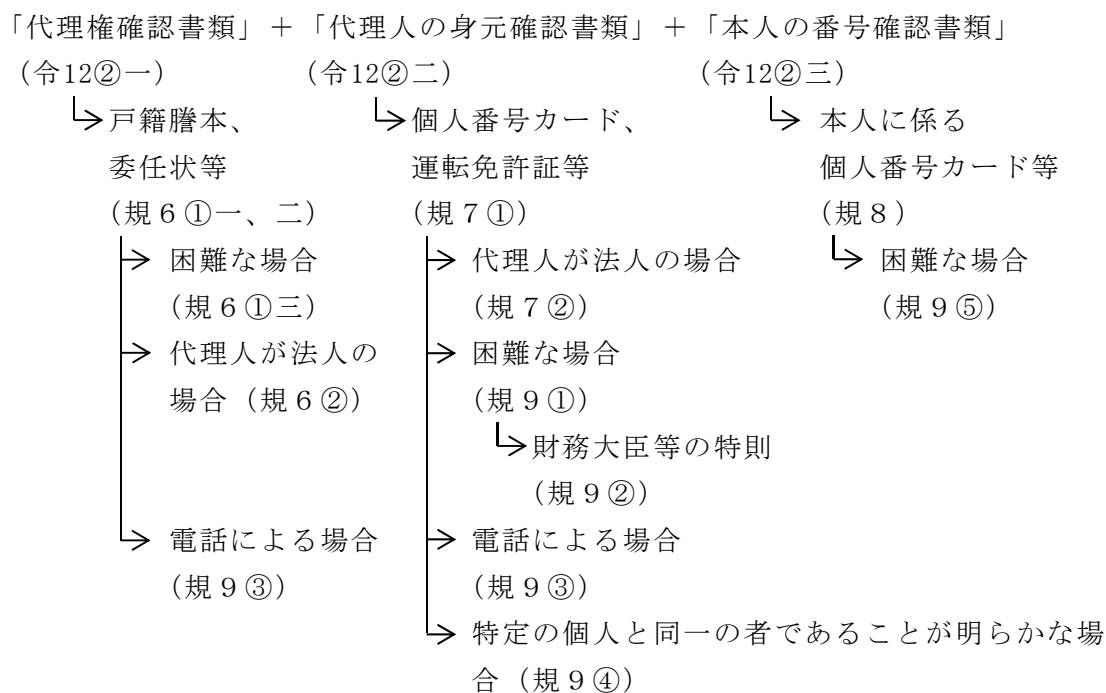 「代理権確認書類」＋「代理人の身元確認書類」＋「本人の番号確認書類」
（令12②一）（令12②二）（令12②三）
戸籍謄本、
委任状等
（規６①一、二）
困難な場合
（規６①三）
代理人が法人の
場合（規６②）
電話による場合
（規９③）
個人番号カード、
運転免許証等
（規７①）
代理人が法人の場合
（規７②）
困難な場合
（規９①）
財務大臣等の特則
（規９②）
電話による場合
（規９③）
特定の個人と同一の者であることが明らかな場
合（規９④）
本人に係る
個人番号カード等
（規８）
困難な場合
（規９⑤）